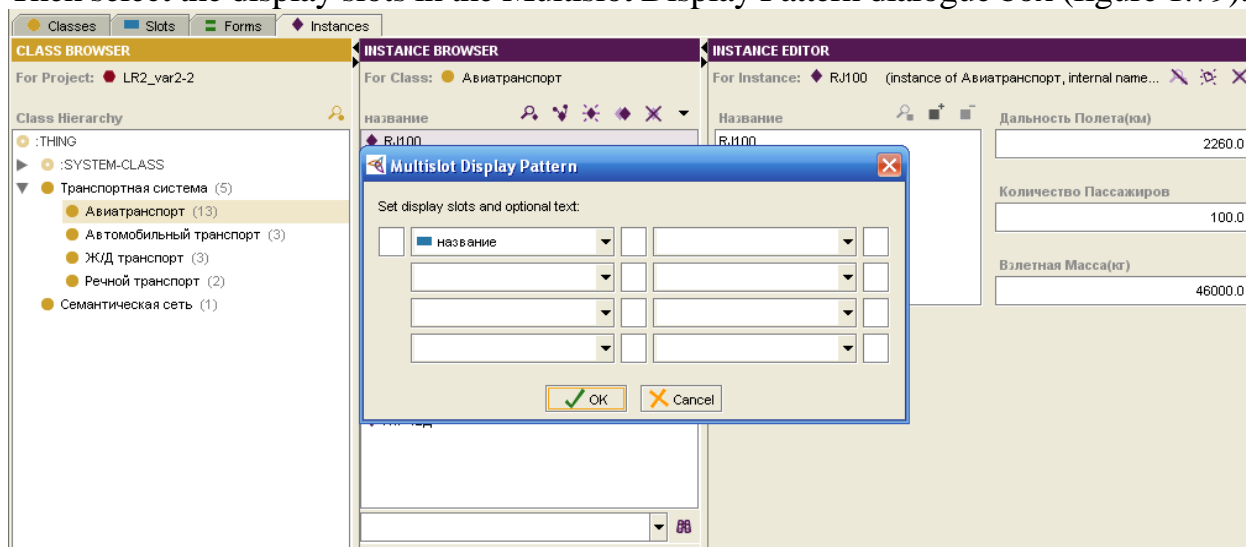 Then select the display slots in the Multislot Display Pattern dialogue box (figure 1.79).
Classes Slots Forms Instances
CLASS BROWSER
For Project: LR2_var2-2
Class Hierarchy
:THING
:SYSTEM-CLASS
Транспортная система (5)
Авиатранспорт (13)
Автомобильный транспорт (3)
Ж/Д транспорт (3)
Речной транспорт (2)
Семантическая сеть (1)
INSTANCE BROWSER
For Class: Авиатранспорт
название
RJ100
Multislot Display Pattern
Set display slots and optional text:
название
OK Cancel
INSTANCE EDITOR
For Instance: RJ100 (instance of Авиатранспорт, internal name...
Название
RJ100
Дальность Полета(км)
2260.0
Количество Пассажиров
100.0
Взлетная Масса(кг)
46000.0